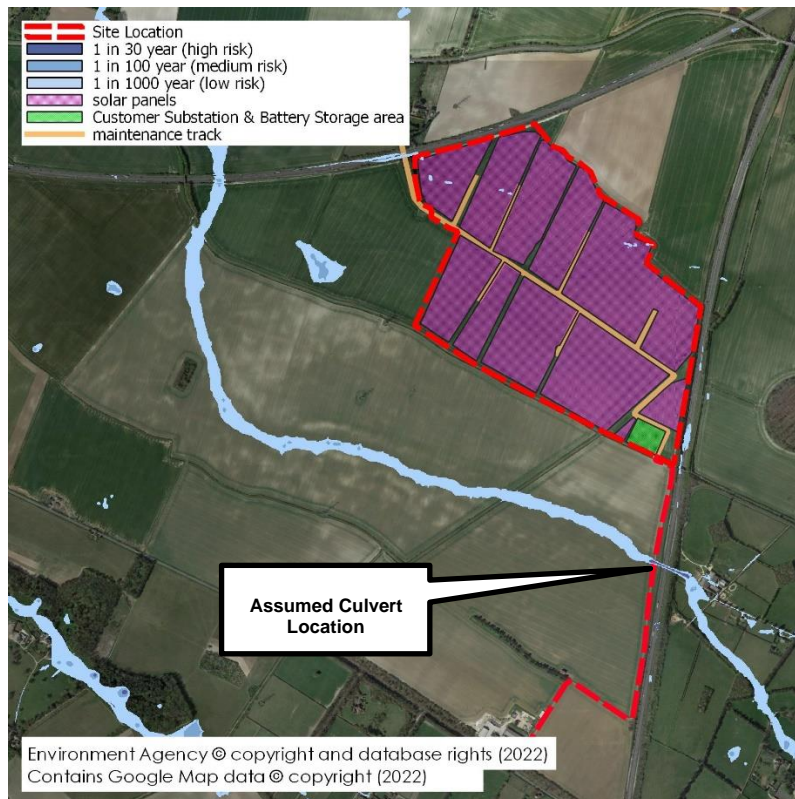 Site Location
1 in 30 year (high risk)
1 in 100 year (medium risk)
1 in 1000 year (low risk)
solar panels
Customer Substation & Battery Storage area
maintenance track
Assumed Culvert
Location
Environment Agency © copyright and database rights (2022)
Contains Google Map data © copyright (2022)